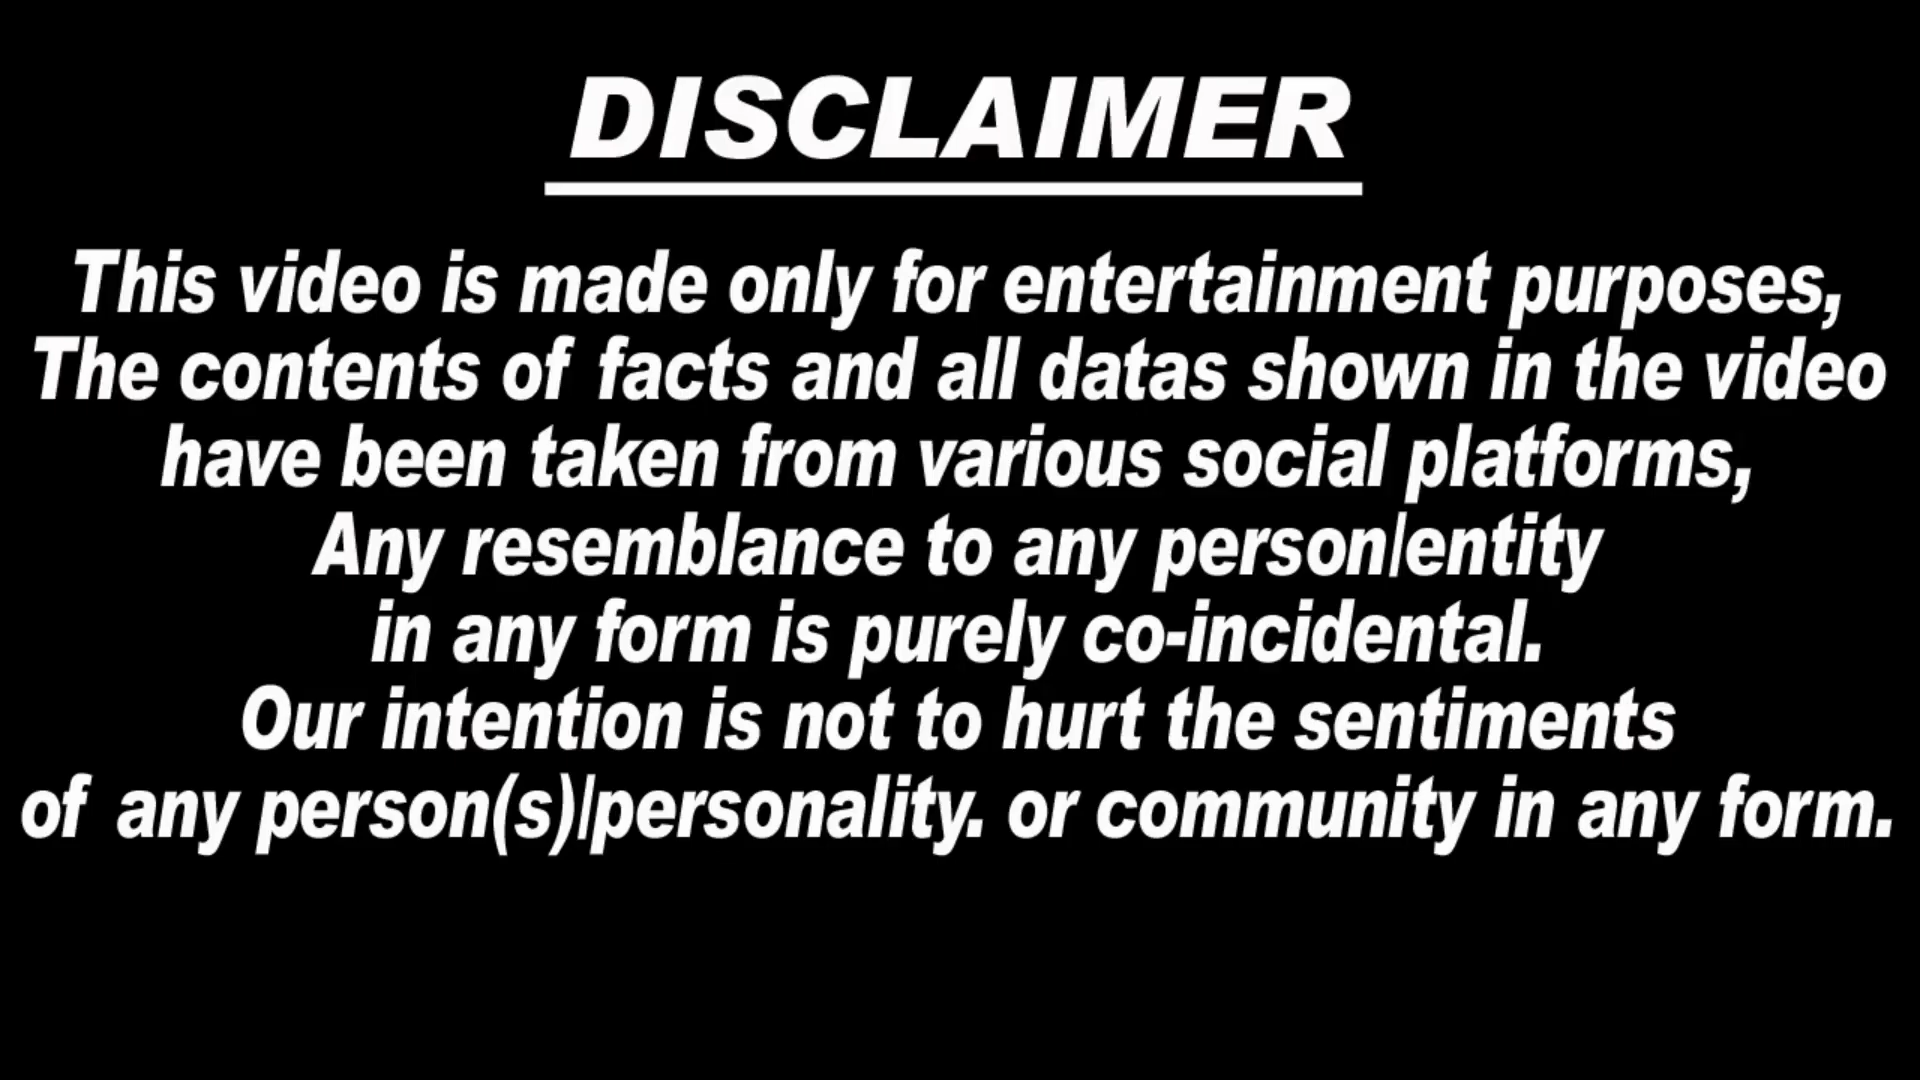 DISCLAIMER
This video is made only for entertainment purposes,
The contents of facts and all datas shown in the video
have been taken from various social platforms,
Any resemblance to any person/entity
in any form is purely co-incidental.
Our intention is not to hurt the sentiments
of any person(s)/personality. or community in any form.